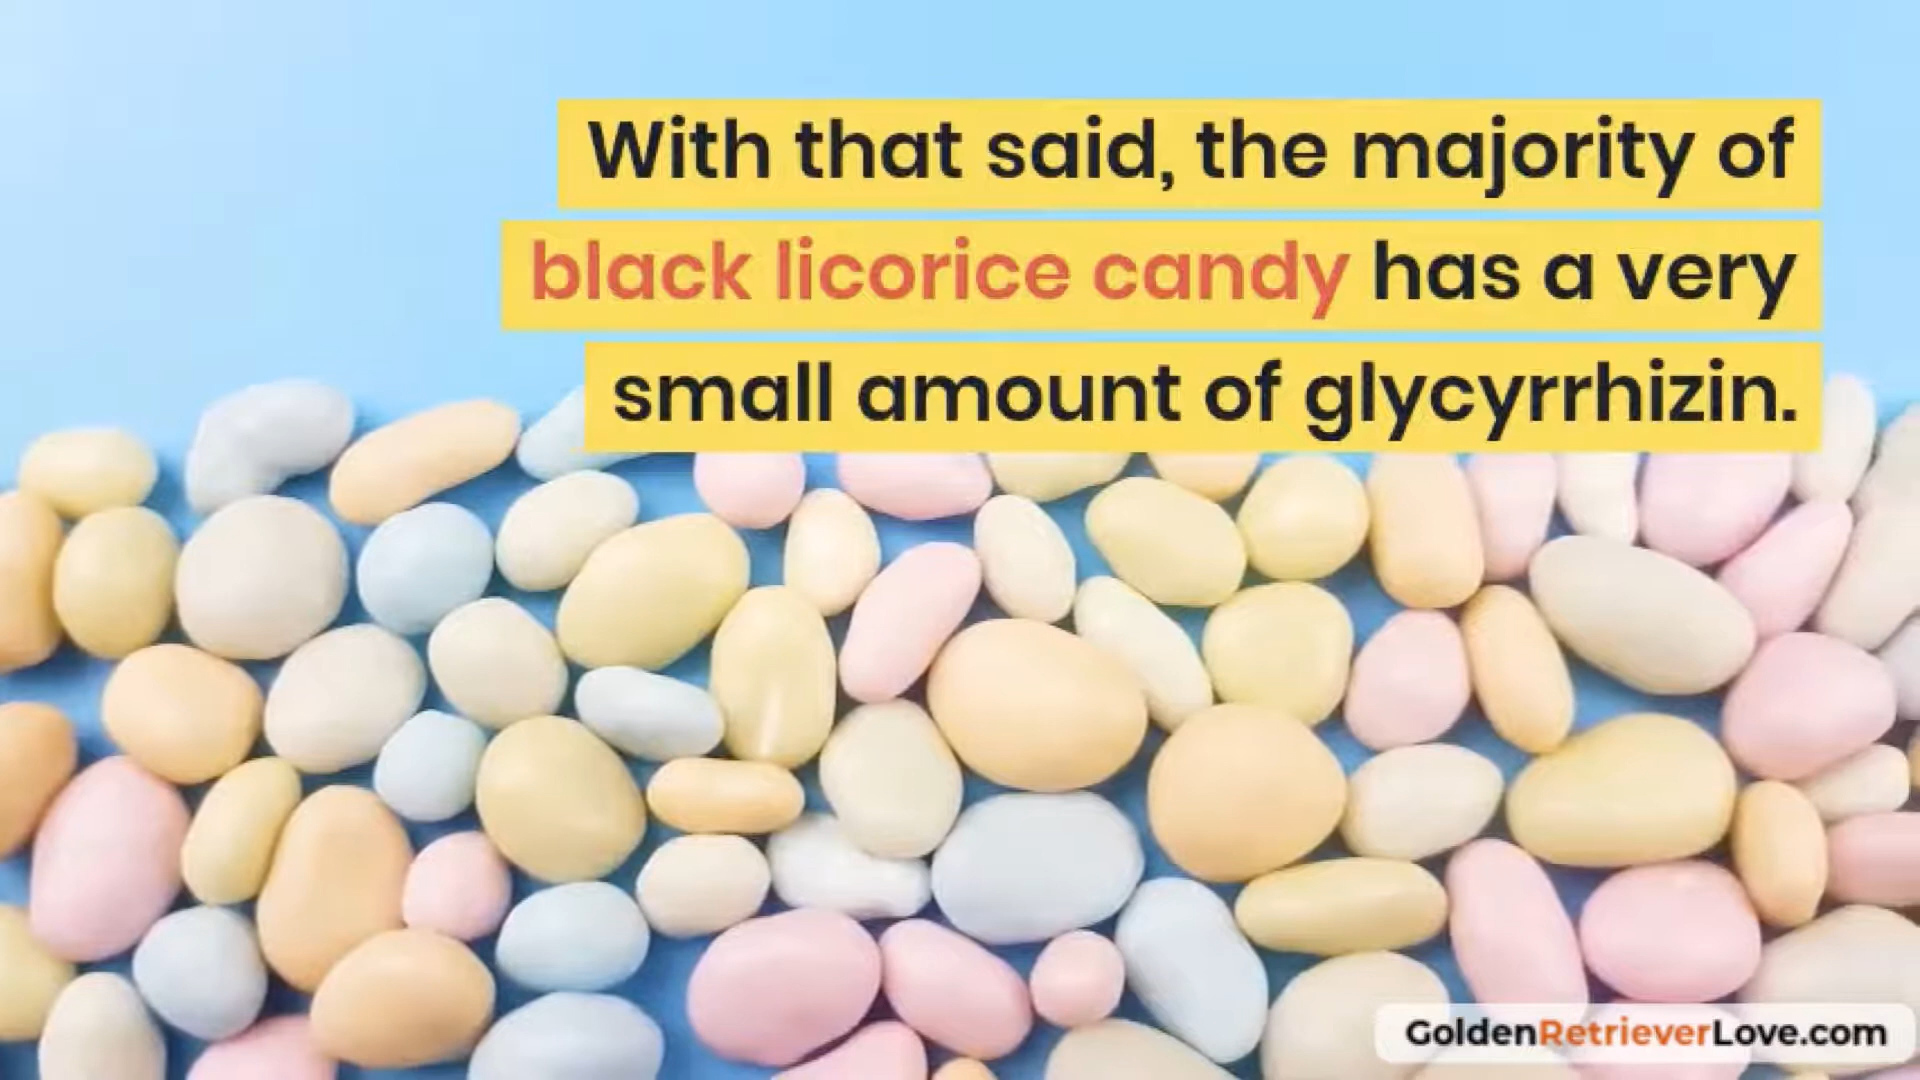 With that said, the majority of
black licorice candy has a very
small amount of glycyrrhizin.
GoldenRetrieverLove.com